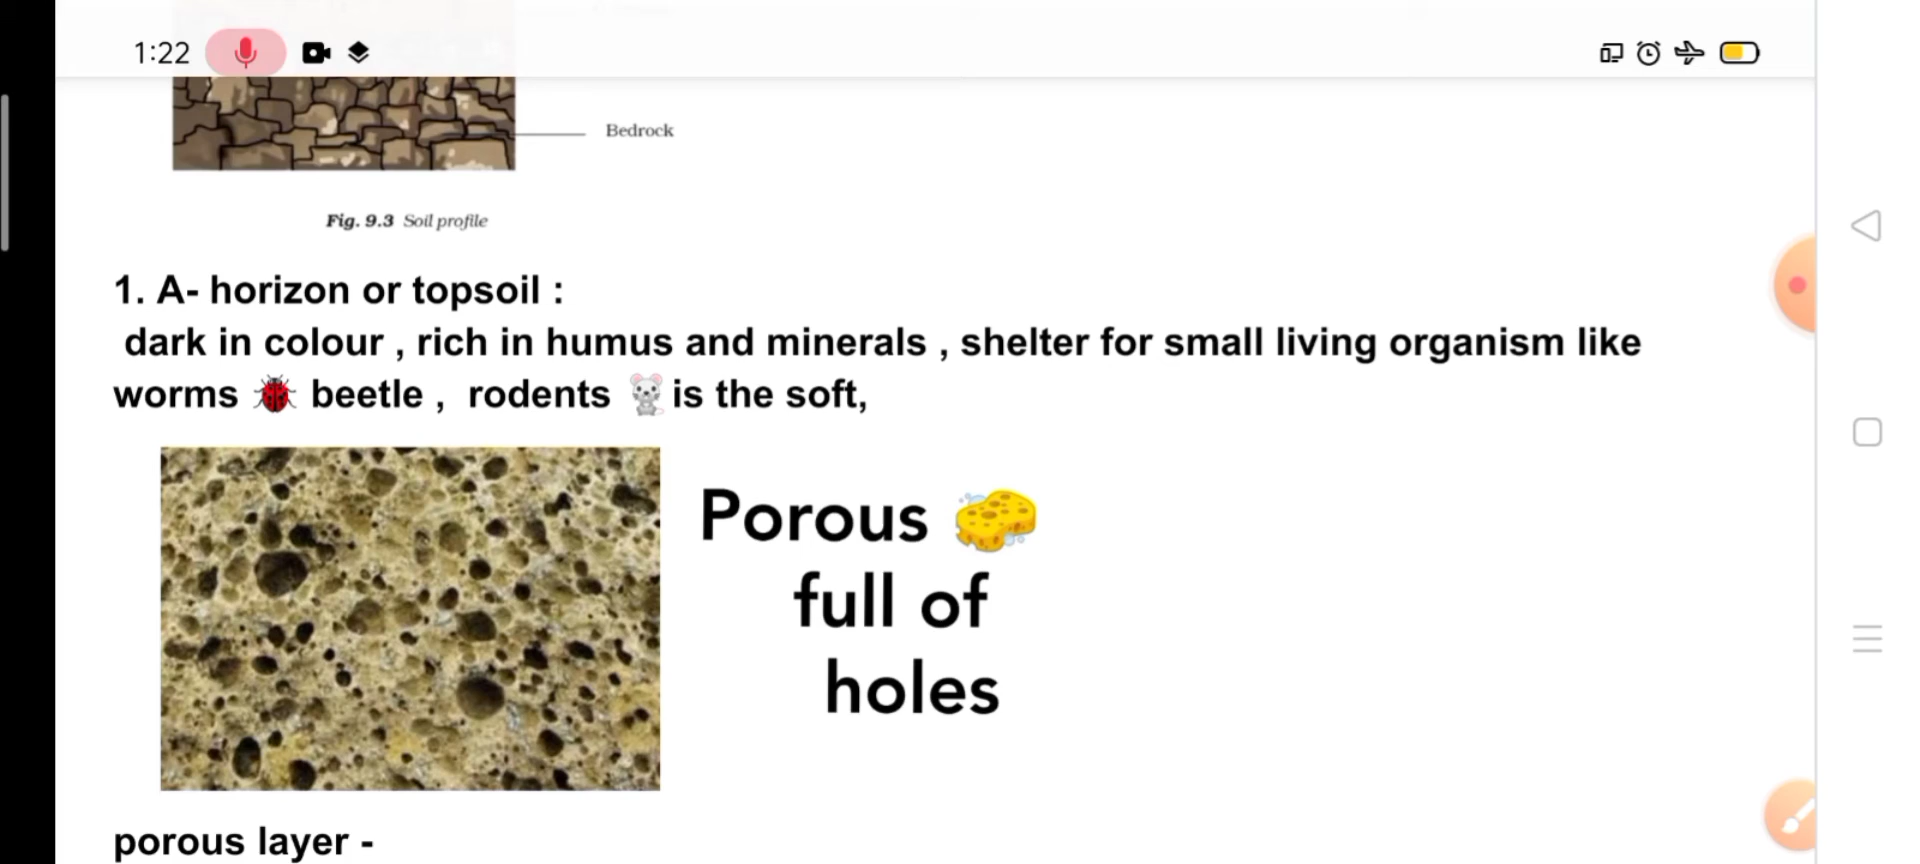 1:22
Bedrock
Fig. 9.3 Soil profile
1. A- horizon or topsoil :
dark in colour , rich in humus and minerals , shelter for small living organism like
worms 🐞 beetle , rodents 🐭 is the soft,
Porous 🧽
full of
holes
porous layer -